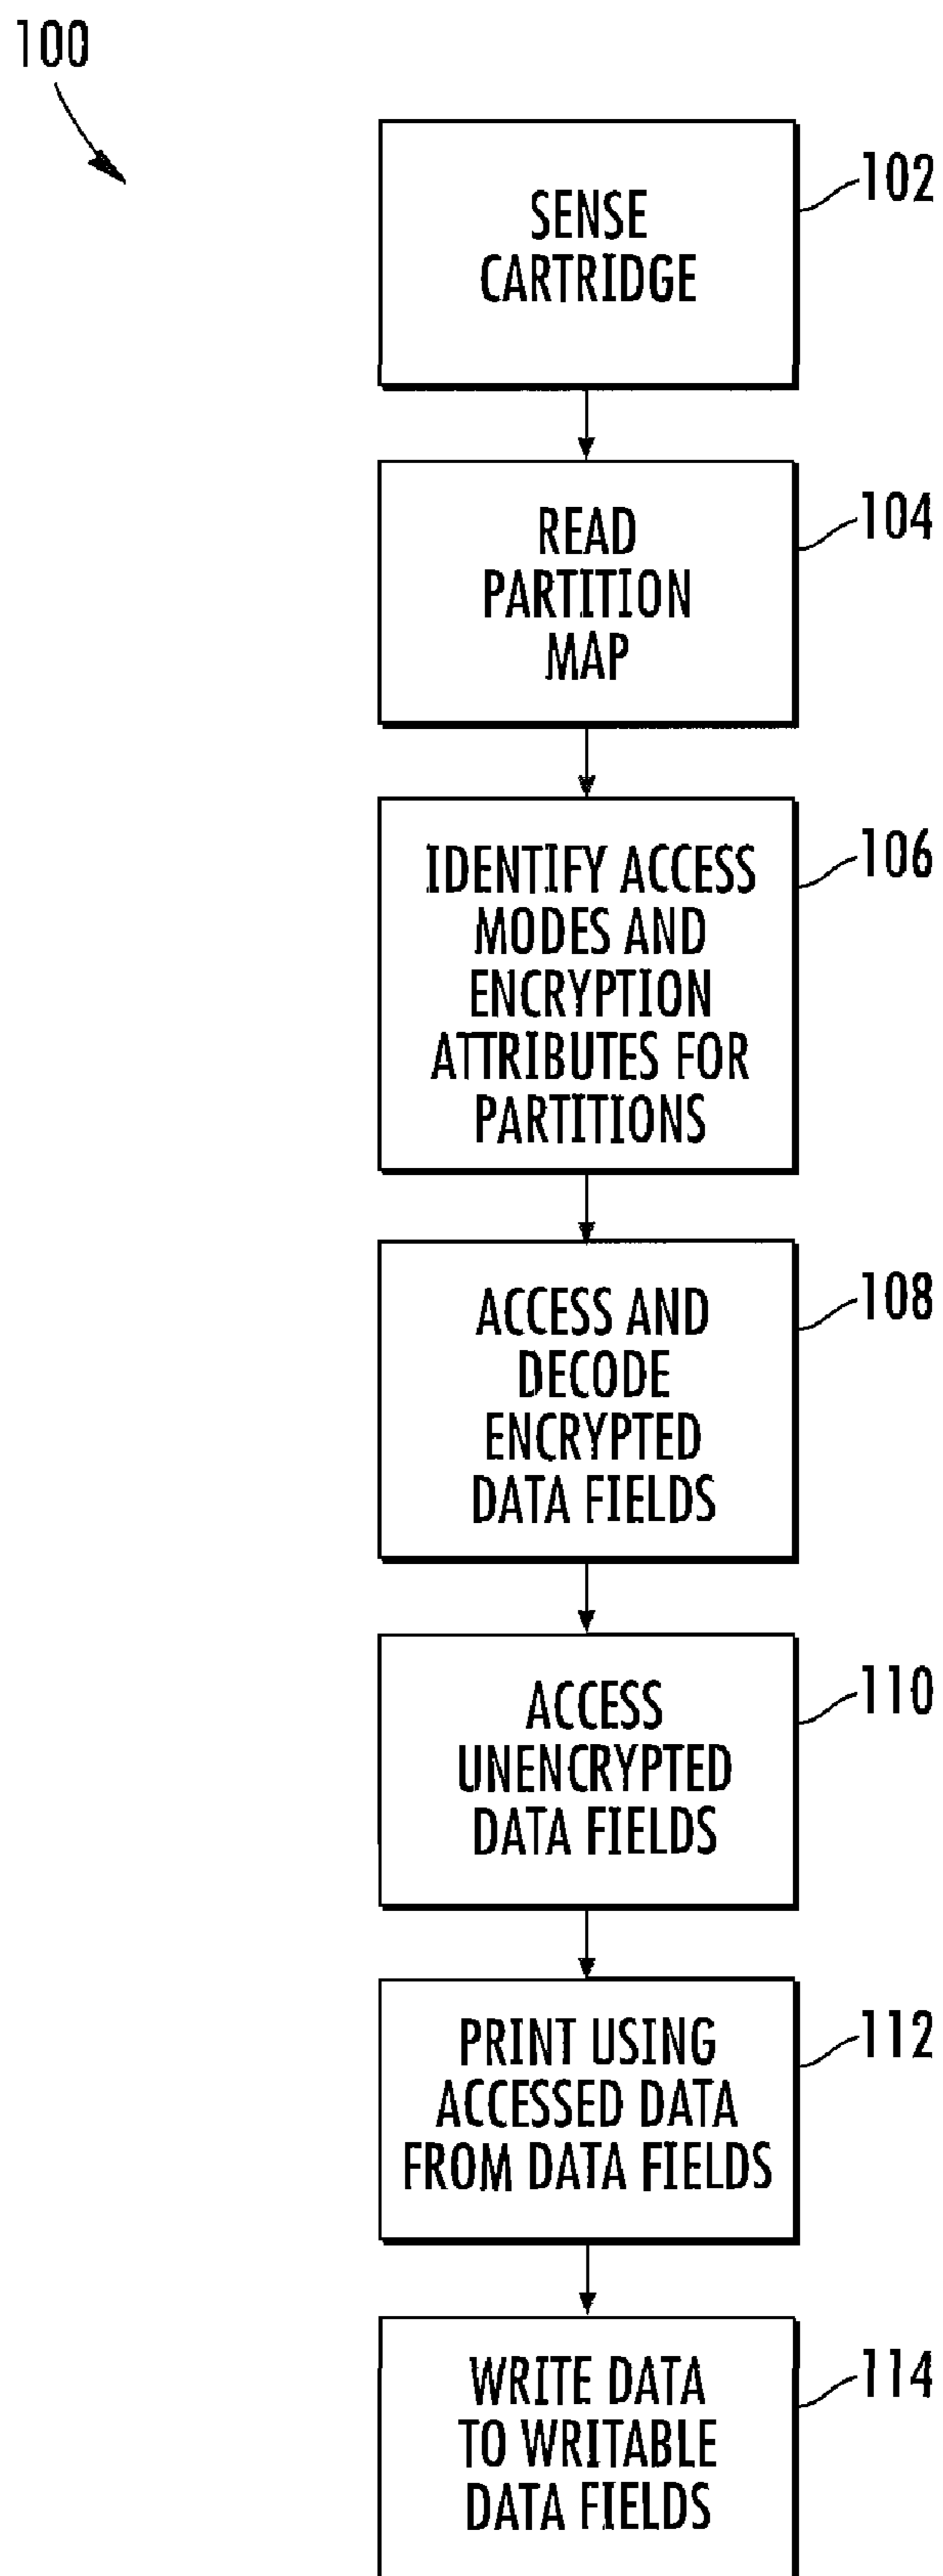 100
SENSE
CARTRIDGE
102
READ
PARTITION
MAP
104
IDENTIFY ACCESS
MODES AND
ENCRYPTION
ATTRIBUTES FOR
PARTITIONS
106
ACCESS AND
DECODE
ENCRYPTED
DATA FIELDS
108
ACCESS
UNENCRYPTED
DATA FIELDS
110
PRINT USING
ACCESSED DATA
FROM DATA FIELDS
112
WRITE DATA
TO WRITABLE
DATA FIELDS
114